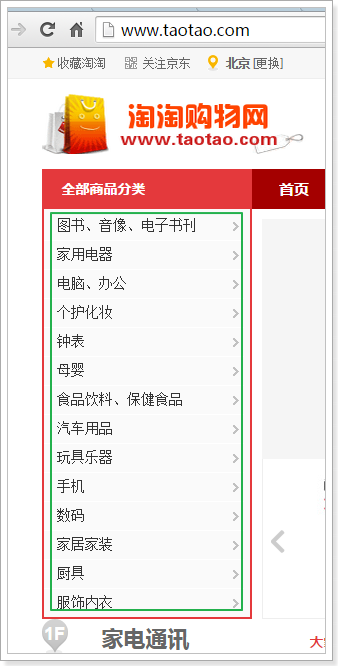 www.taotao.com
收藏淘淘 关注京东 北京 [更换]
淘淘购物网
www.taotao.com
全部商品分类 首页
图书、音像、电子书刊
家用电器
电脑、办公
个护化妆
钟表
母婴
食品饮料、保健食品
汽车用品
玩具乐器
手机
数码
家居家装
厨具
服饰内衣
1F 家电通讯